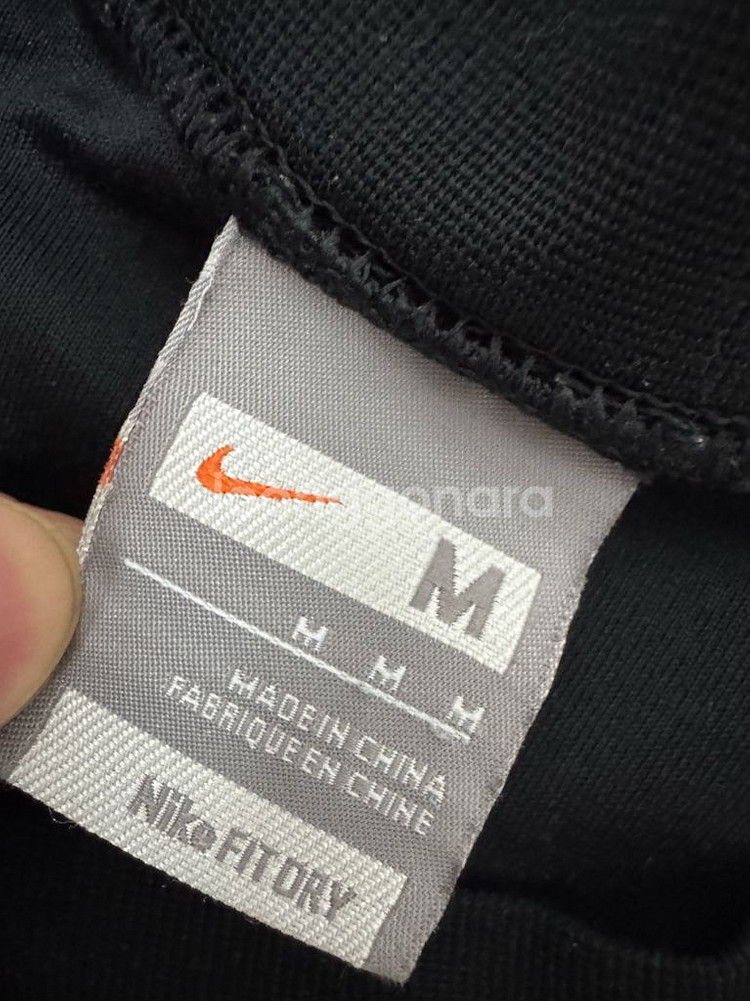 M
M M M
MADE IN CHINA
FABRIQUE EN CHINE
Nike FIT DRY